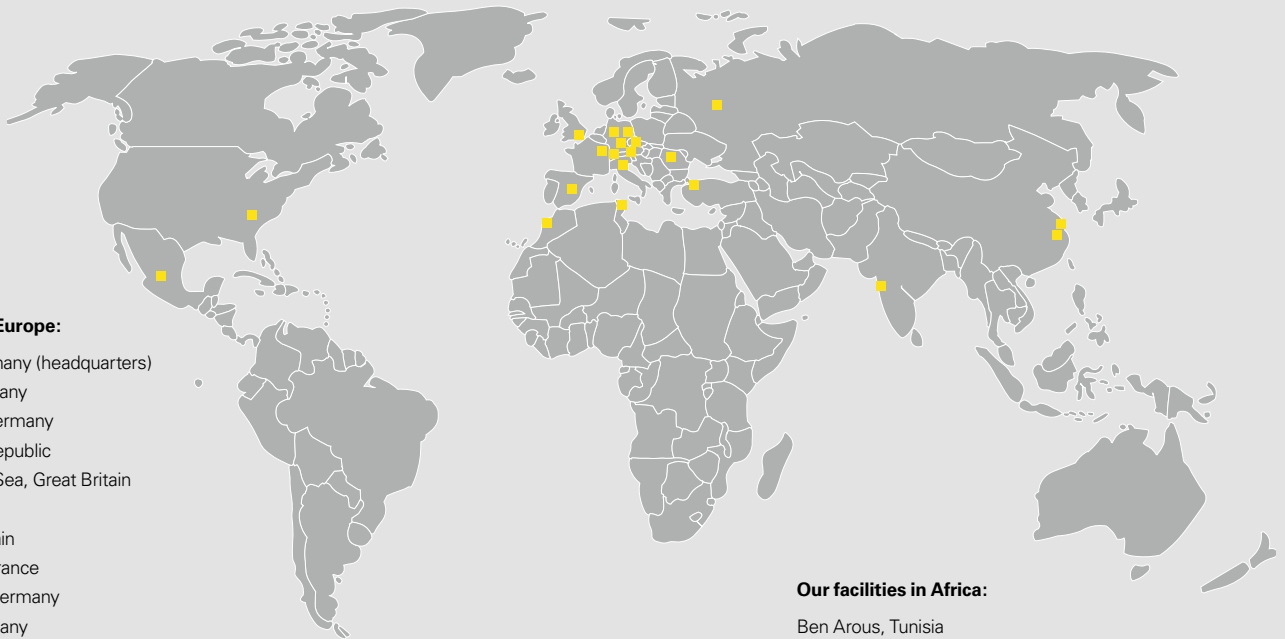 Europe:
many (headquarters)
any
ermany
epublic
Sea, Great Britain
in
rance
ermany
any
Our facilities in Africa:
Ben Arous, Tunisia